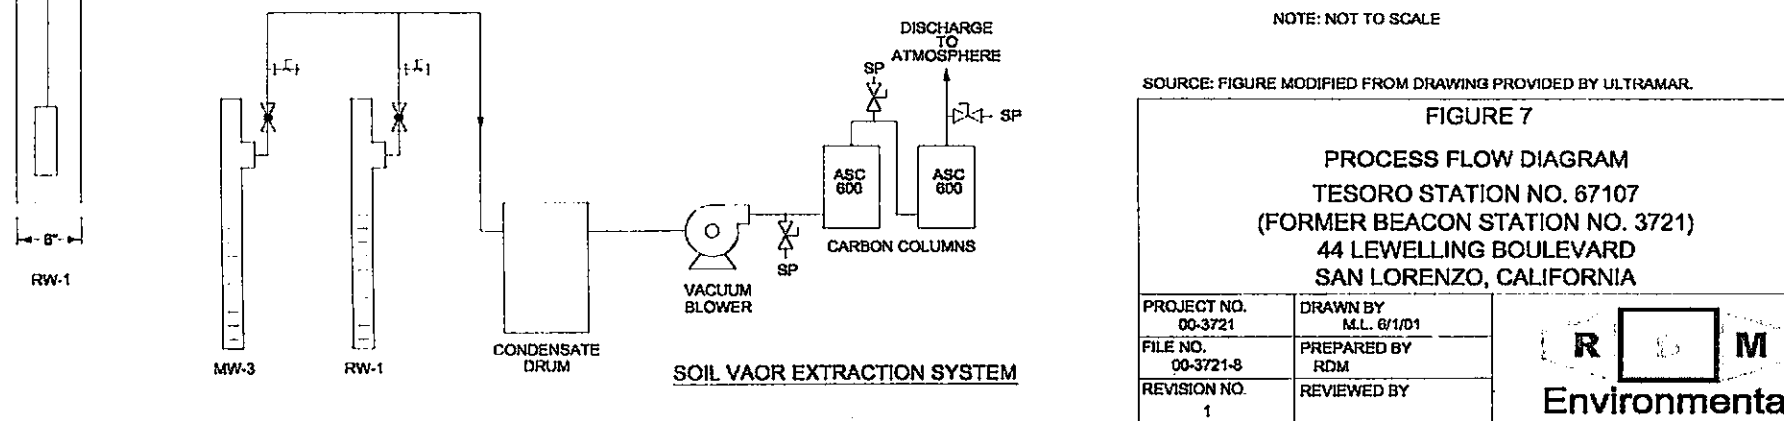 6"
RW-1
MW-3
RW-1
CONDENSATE
DRUM
VACUUM
BLOWER
SP
SP
ASC
600
ASC
600
CARBON COLUMNS
DISCHARGE
TO
ATMOSPHERE
SP
SOIL VAOR EXTRACTION SYSTEM
NOTE: NOT TO SCALE
SOURCE: FIGURE MODIFIED FROM DRAWING PROVIDED BY ULTRAMAR.
FIGURE 7
PROCESS FLOW DIAGRAM
TESORO STATION NO. 67107
(FORMER BEACON STATION NO. 3721)
44 LEWELLING BOULEVARD
SAN LORENZO, CALIFORNIA
PROJECT NO.
00-3721
DRAWN BY
M.L. 6/1/01
FILE NO.
00-3721-8
PREPARED BY
RDM
REVISION NO.
1
REVIEWED BY
R M
Environmenta